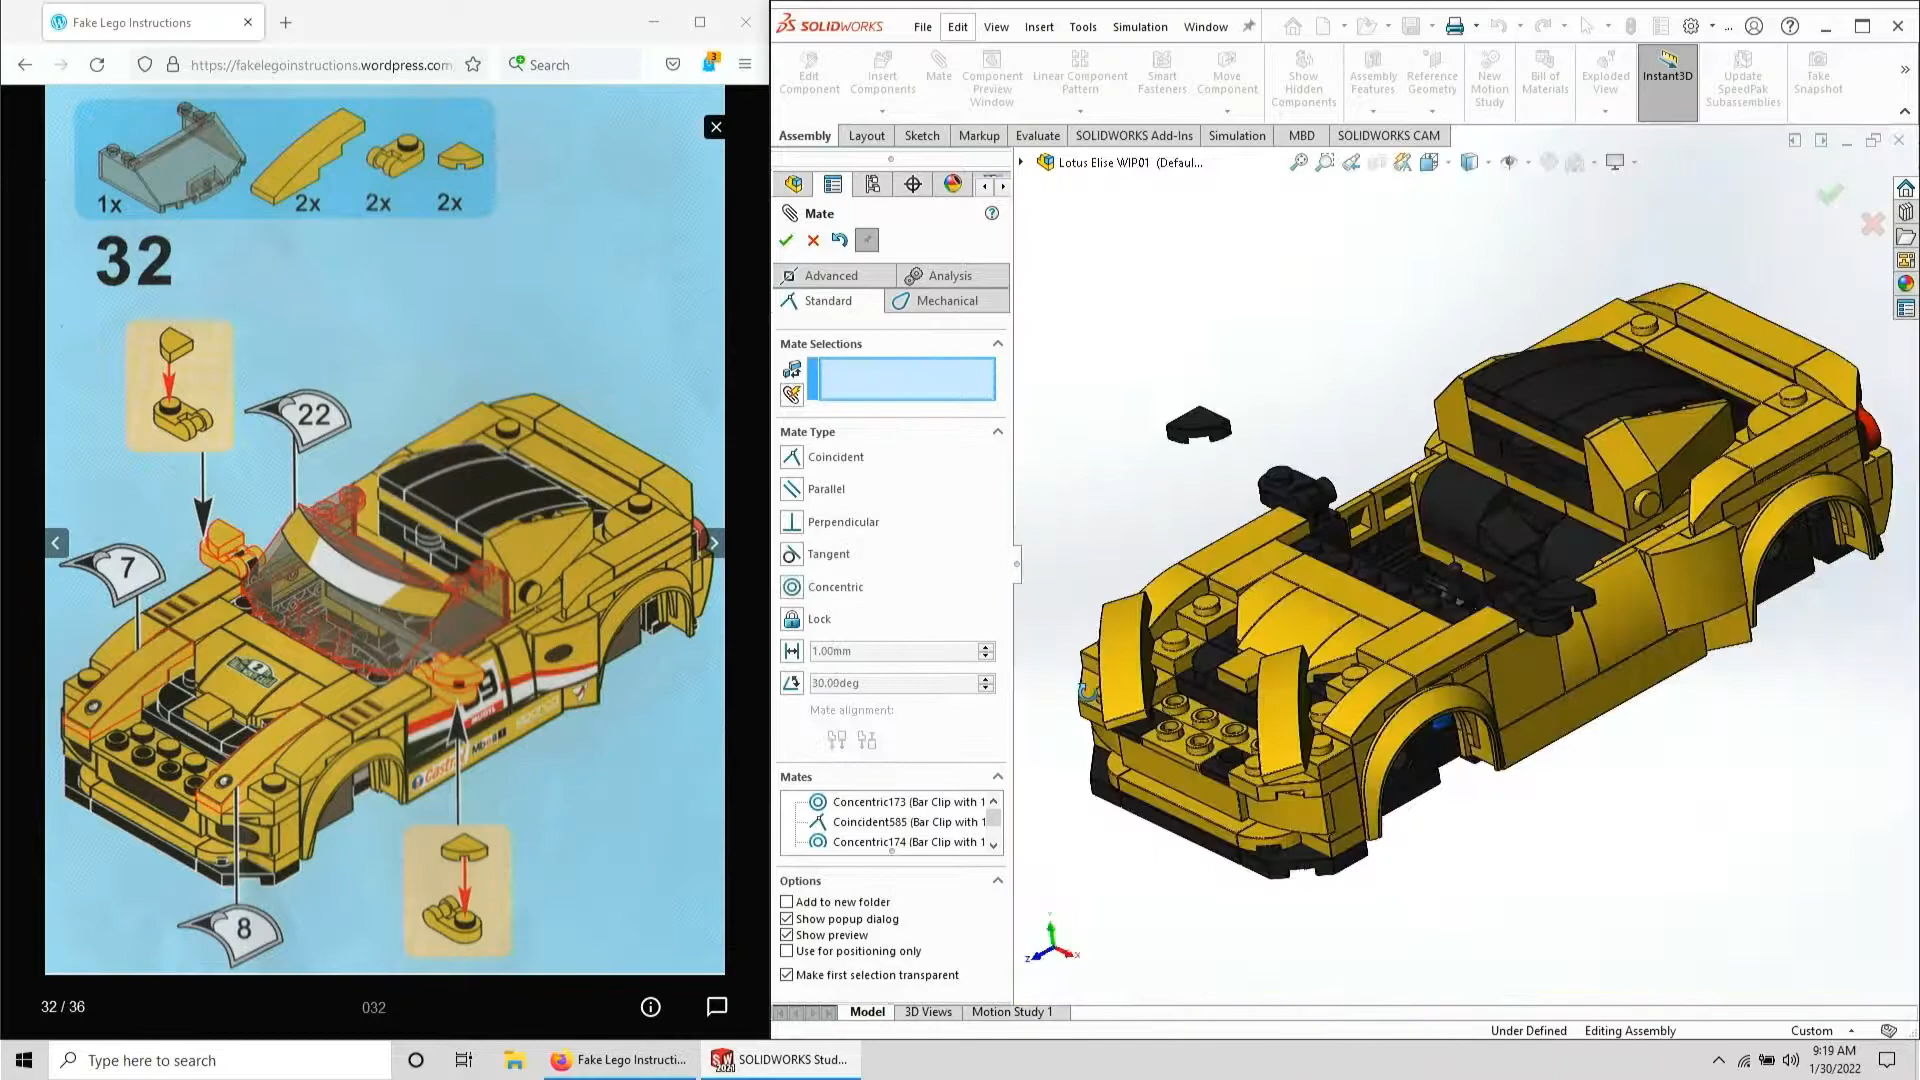 Fake Lego Instructions
https://fakelegoinstructions.wordpress.com
Search
3
1x
2x
2x
2x
32
22
7
8
32 / 36
032
SOLIDWORKS
File
Edit
View
Insert
Tools
Simulation
Window
...
Edit Component
Insert Components
Mate
Component Preview Window
Linear Component Pattern
Smart Fasteners
Move Component
Show Hidden Components
Assembly Features
Reference Geometry
New Motion Study
Bill of Materials
Exploded View
Instant3D
Update SpeedPak Subassemblies
Take Snapshot
Assembly
Layout
Sketch
Markup
Evaluate
SOLIDWORKS Add-Ins
Simulation
MBD
SOLIDWORKS CAM
Lotus Elise WIP01 (Defaul...
Mate
Advanced
Analysis
Standard
Mechanical
Mate Selections
Mate Type
Coincident
Parallel
Perpendicular
Tangent
Concentric
Lock
1.00mm
30.00deg
Mate alignment:
Mates
Concentric173 (Bar Clip with 1
Coincident585 (Bar Clip with 1
Concentric174 (Bar Clip with 1
Options
Add to new folder
Show popup dialog
Show preview
Use for positioning only
Make first selection transparent
Model
3D Views
Motion Study 1
Under Defined
Editing Assembly
Custom
Type here to search
Fake Lego Instructi...
SOLIDWORKS Stud...
9:19 AM
1/30/2022